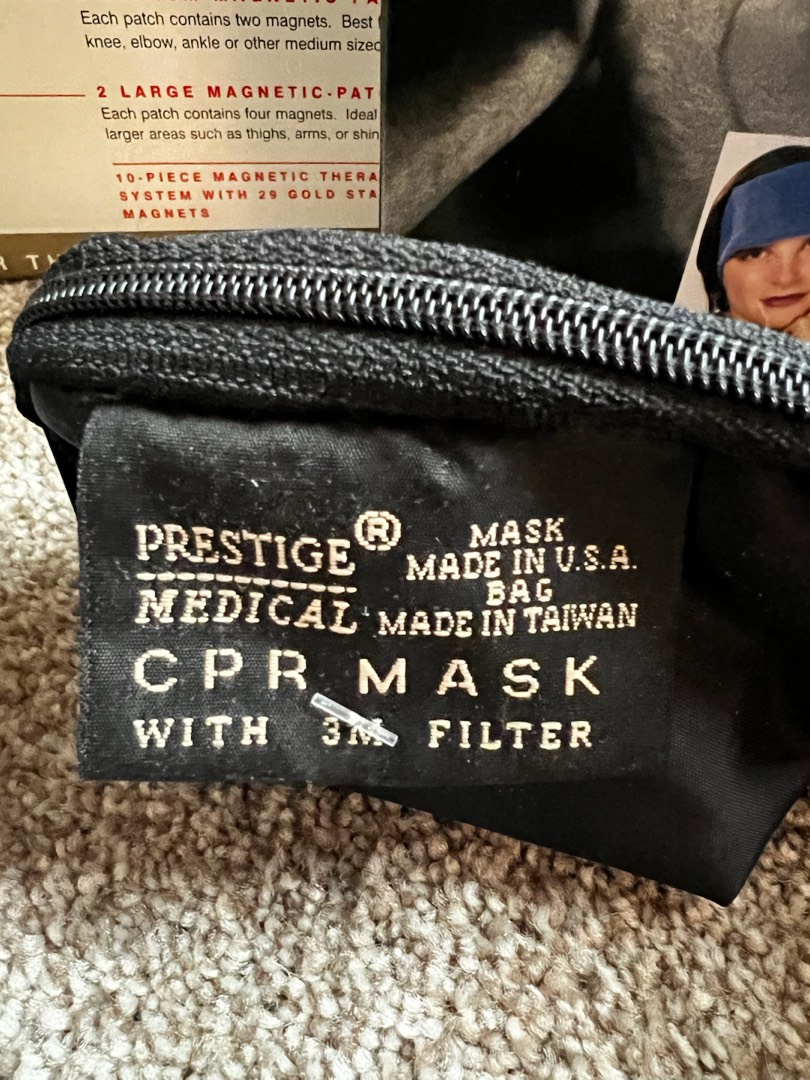 Each patch contains two magnets. Best
knee, elbow, ankle or other medium sized
2 LARGE MAGNETIC-PAT
Each patch contains four magnets. Ideal
larger areas such as thighs, arms, or shin
10-PIECE MAGNETIC THERA
SYSTEM WITH 29 GOLD STA
MAGNETS
R TH
PRESTIGE®
MEDICAL
MASK
MADE IN U.S.A.
BAG
MADE IN TAIWAN
CPR MASK
WITH 3M FILTER